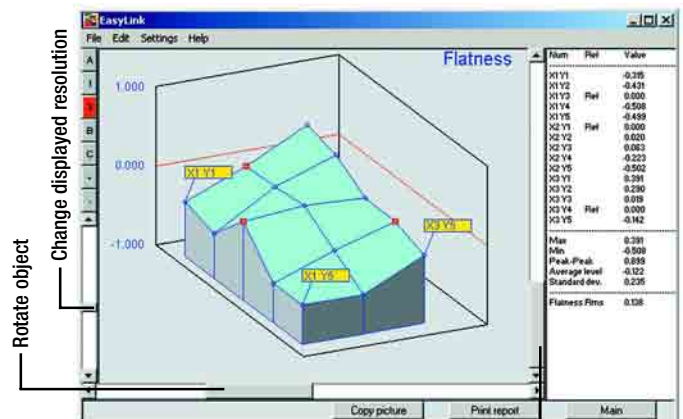 EasyLink
File Edit Settings Help
Flatness
A
B
C
1.000
0.000
-1.000
X1 Y1
X3 Y5
X1 Y5
Num Ref Value
X1Y1 -0.315
X1Y2 -0.431
X1Y3 Ref 0.000
X1Y4 -0.508
X1Y5 -0.499
X2Y1 Ref 0.000
X2Y2 0.020
X2Y3 0.063
X2Y4 -0.223
X2Y5 -0.502
X3Y1 0.391
X3Y2 0.290
X3Y3 0.019
X3Y4 Ref 0.000
X3Y5 -0.142
Max 0.391
Min -0.508
Peak-Peak 0.899
Average level -0.122
Standard dev. 0.235
Flatness Rms 0.138
Copy picture Print report Main
Change displayed resolution
Rotate object